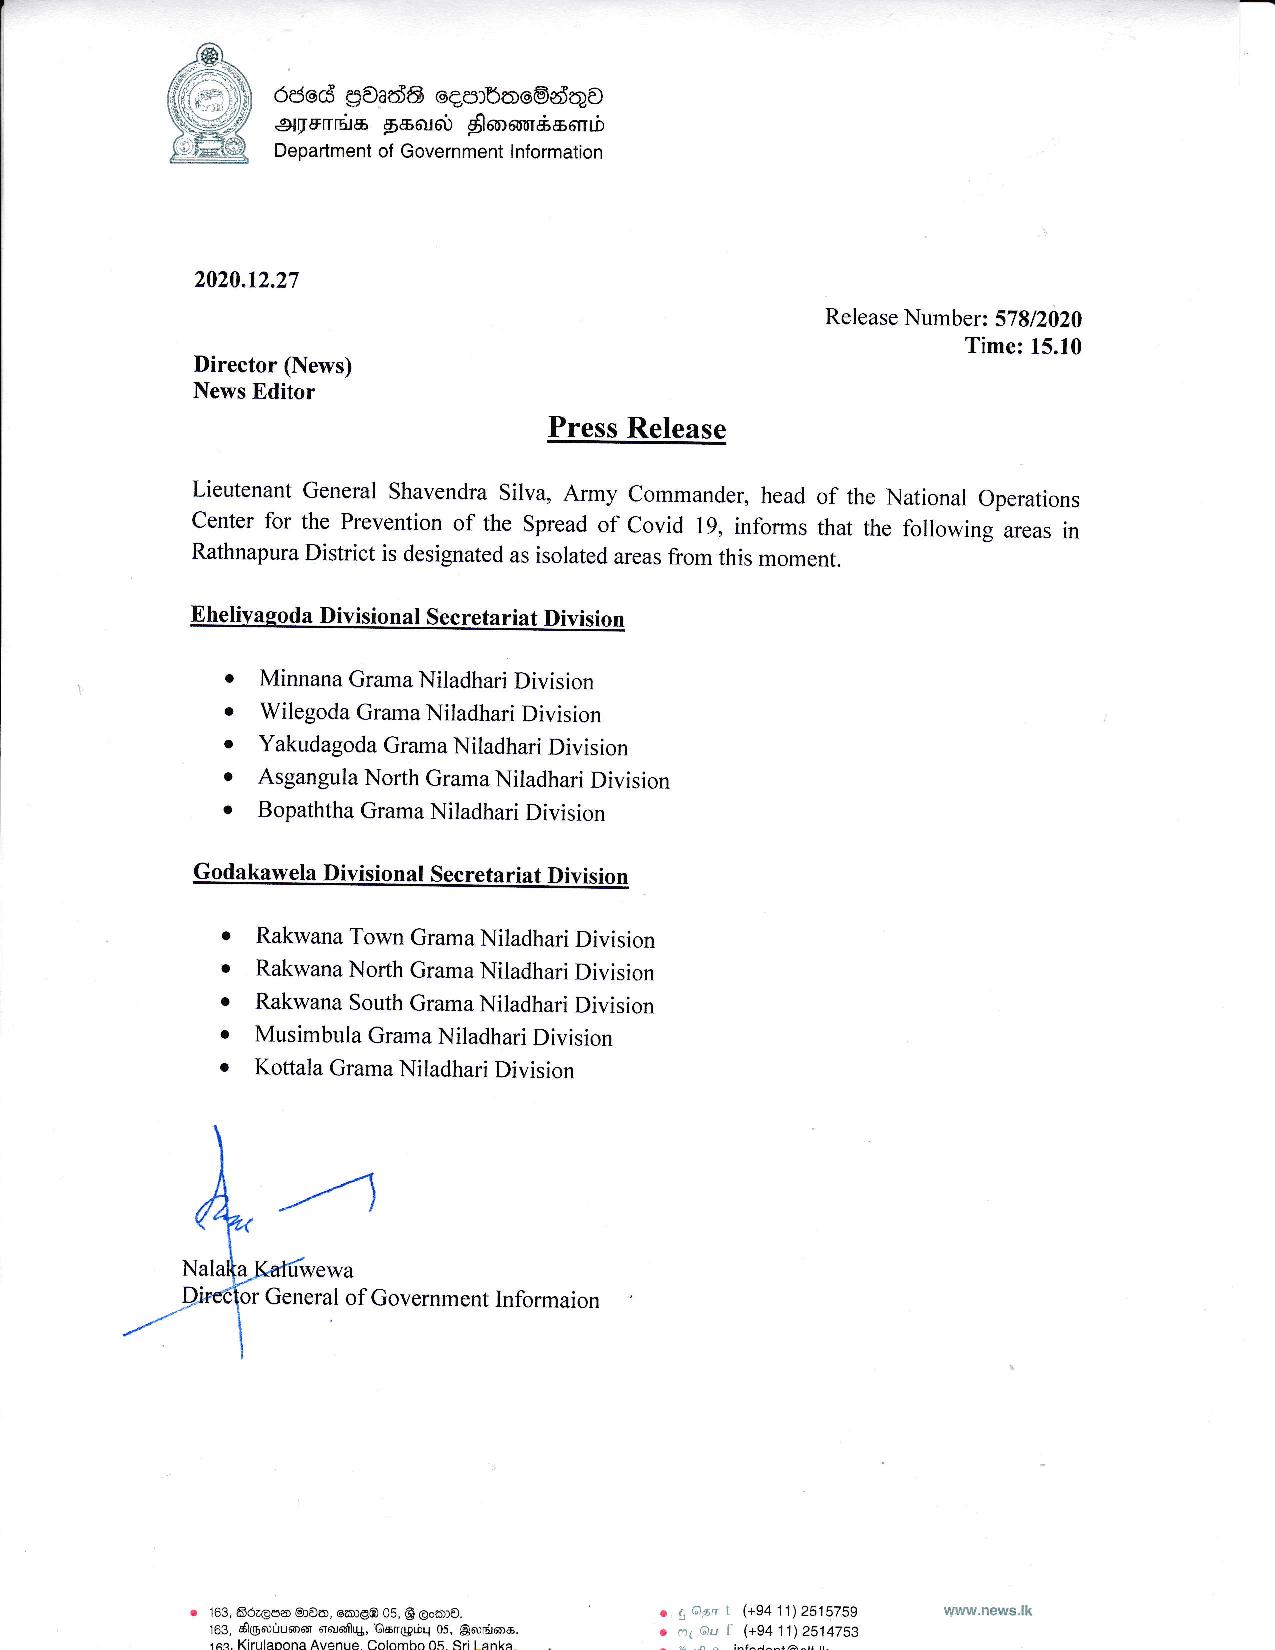 රජයේ ප්‍රවෘත්ති දෙපාර්තමේන්තුව
அரசாங்க தகவல் திணைக்களம்
Department of Government Information
2020.12.27
Release Number: 578/2020
Time: 15.10
Director (News)
News Editor
Press Release
Lieutenant General Shavendra Silva, Army Commander, head of the National Operations
Center for the Prevention of the Spread of Covid 19, informs that the following areas in
Rathnapura District is designated as isolated areas from this moment.
Eheliyagoda Divisional Secretariat Division
• Minnana Grama Niladhari Division
• Wilegoda Grama Niladhari Division
• Yakudagoda Grama Niladhari Division
• Asgangula North Grama Niladhari Division
• Bopaththa Grama Niladhari Division
Godakawela Divisional Secretariat Division
• Rakwana Town Grama Niladhari Division
• Rakwana North Grama Niladhari Division
• Rakwana South Grama Niladhari Division
• Musimbula Grama Niladhari Division
• Kottala Grama Niladhari Division
Nalaka Kaluwewa
Director General of Government Informaion
• 163, කිරුලපන මාවත, කොළඹ 05, ශ්‍රී ලංකාව.
163, கிருலப்பனை எவனியூ, கொழும்பு 05, இலங்கை.
163, Kirulapona Avenue, Colombo 05, Sri Lanka.
• දු தொ t (+94 11) 2515759
• ෆැ பெ f (+94 11) 2514753
www.news.lk